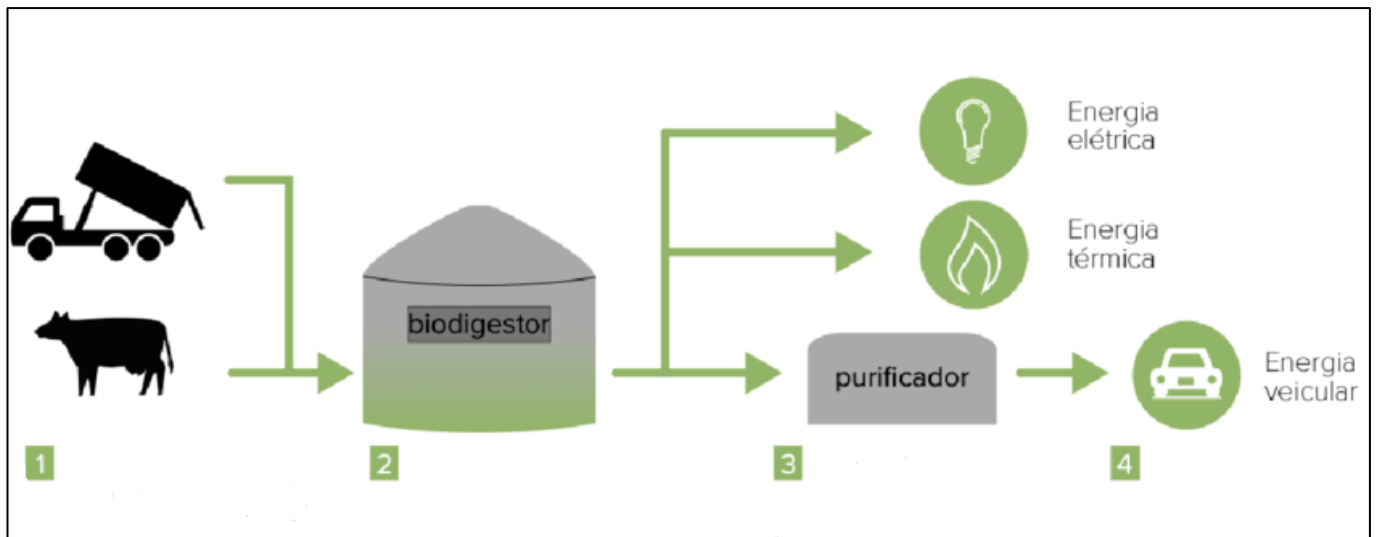 Energia
elétrica
Energia
térmica
biodigestor
purificador
Energia
veicular
1
2
3
4